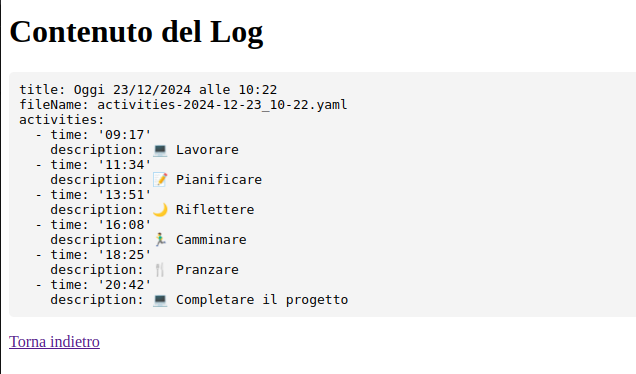 Contenuto del Log
title: Oggi 23/12/2024 alle 10:22
fileName: activities-2024-12-23_10-22.yaml
activities:
  - time: '09:17'
    description: 💻 Lavorare
  - time: '11:34'
    description: 📝 Pianificare
  - time: '13:51'
    description: 🌙 Riflettere
  - time: '16:08'
    description: 🏃‍♂️ Camminare
  - time: '18:25'
    description: 🍴 Pranzare
  - time: '20:42'
    description: 💻 Completare il progetto
Torna indietro